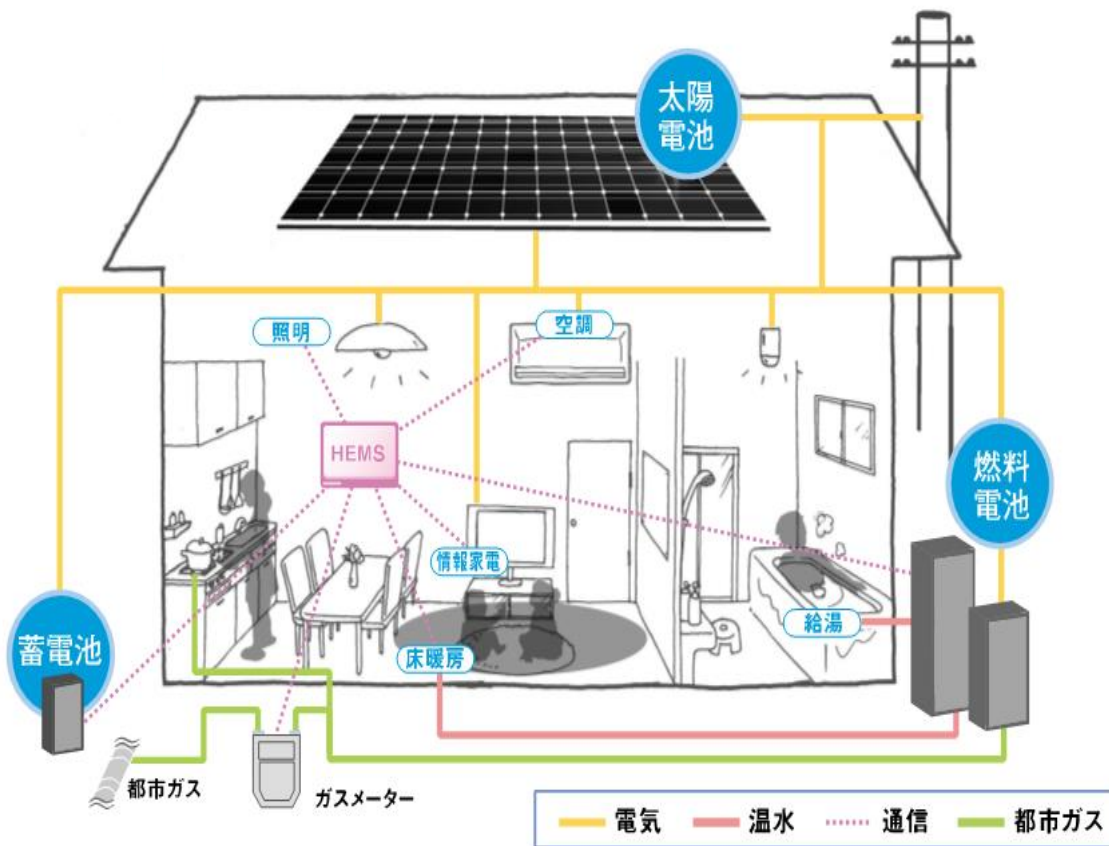 太陽
電池
照明
空調
HEMS
燃料
電池
情報家電
給湯
蓄電池
床暖房
都市ガス
ガスメーター
電気
温水
通信
都市ガス